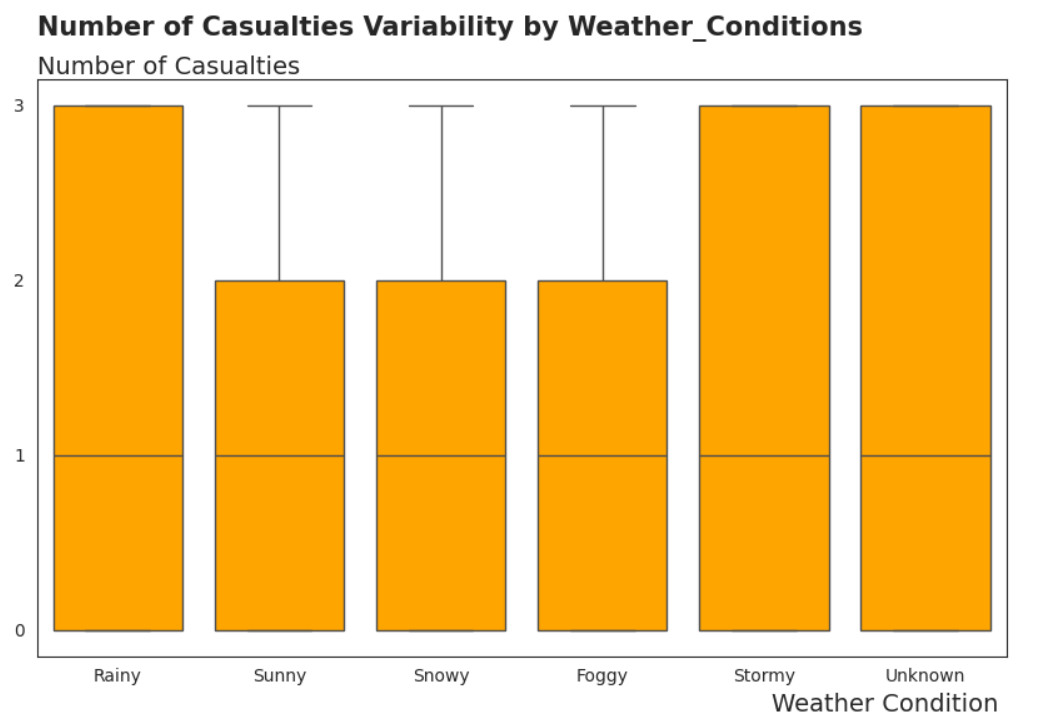 Number of Casualties Variability by Weather_Conditions
Number of Casualties
3
2
1
0
Rainy Sunny Snowy Foggy Stormy Unknown
Weather Condition